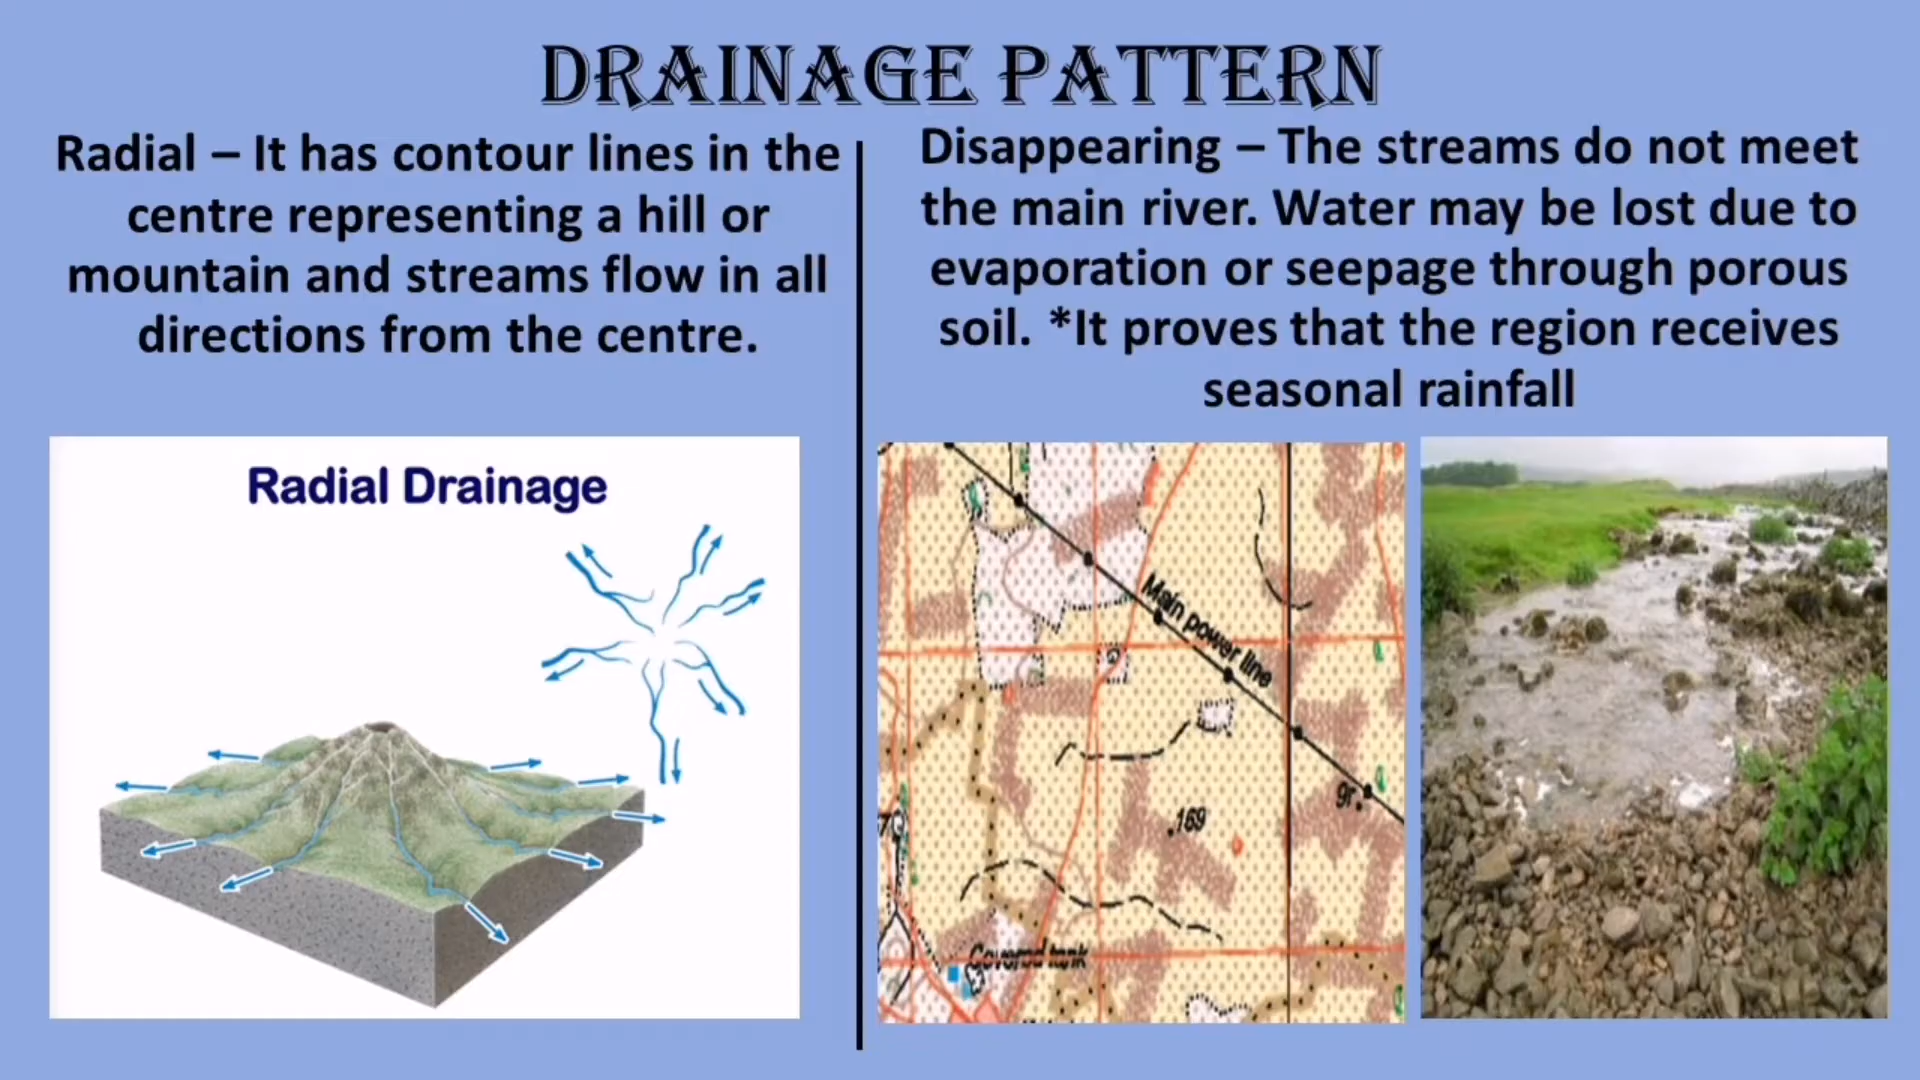 DRAINAGE PATTERN
Radial – It has contour lines in the
centre representing a hill or
mountain and streams flow in all
directions from the centre.
Disappearing – The streams do not meet
the main river. Water may be lost due to
evaporation or seepage through porous
soil. *It proves that the region receives
seasonal rainfall
Radial Drainage
Main power line
9r.
.169
Covered tank